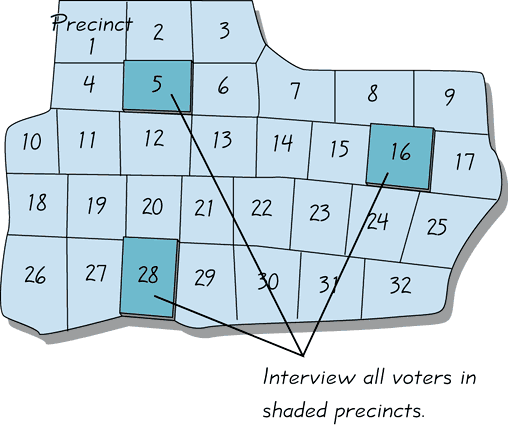 Precinct
1 2 3
4 5 6 7 8 9
10 11 12 13 14 15 16 17
18 19 20 21 22 23 24 25
26 27 28 29 30 31 32
Interview all voters in
shaded precincts.